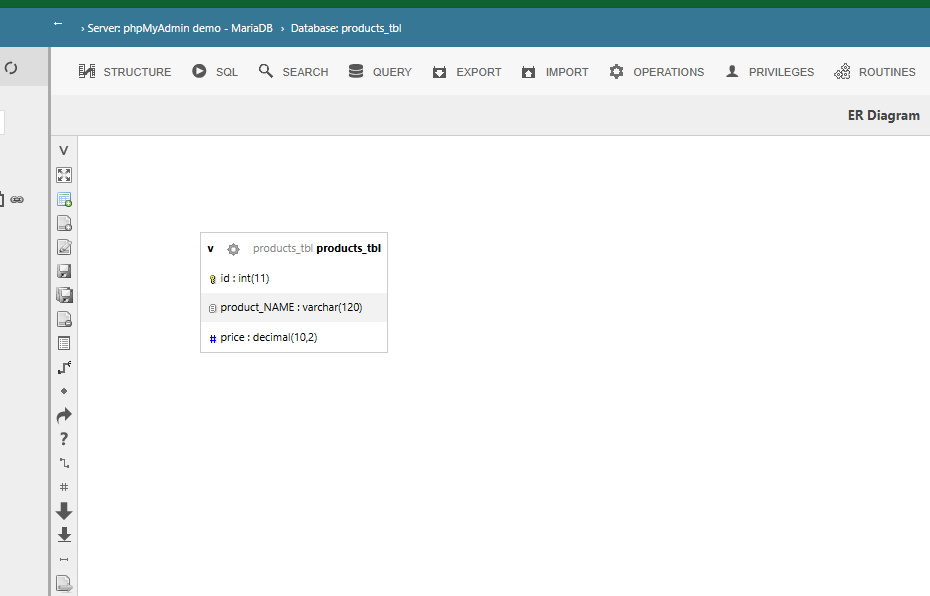 ← › Server: phpMyAdmin demo - MariaDB › Database: products_tbl
STRUCTURE SQL SEARCH QUERY EXPORT IMPORT OPERATIONS PRIVILEGES ROUTINES
ER Diagram
V
v products_tbl products_tbl
id : int(11)
product_NAME : varchar(120)
# price : decimal(10,2)
?
#